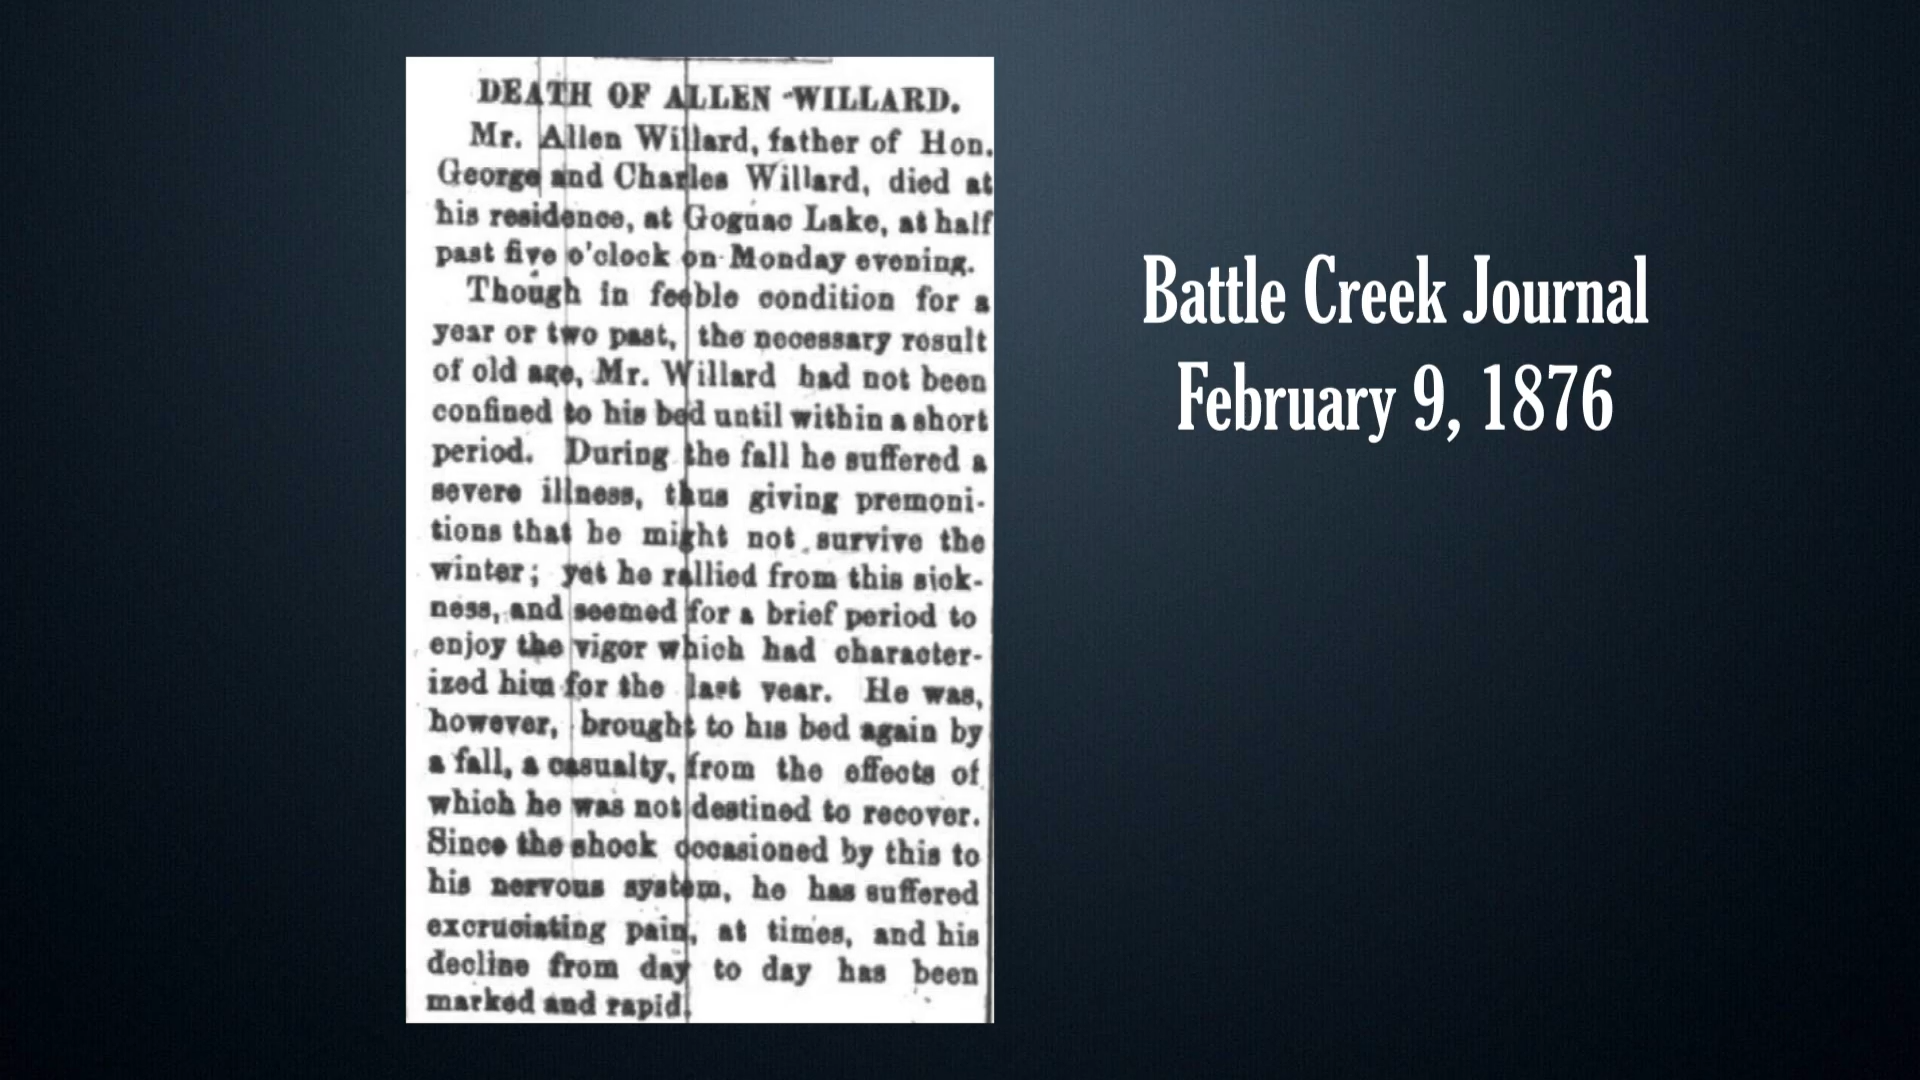 DEATH OF ALLEN WILLARD.
Mr. Allen Willard, father of Hon.
George and Charles Willard, died at
his residence, at Goguac Lake, at half
past five o'clock on Monday evening.
Though in feeble condition for a
year or two past, the necessary result
of old age, Mr. Willard had not been
confined to his bed until within a short
period. During the fall he suffered a
severe illness, thus giving premoni-
tions that he might not survive the
winter; yet he rallied from this sick-
ness, and seemed for a brief period to
enjoy the vigor which had character-
ized him for the last year. He was,
however, brought to his bed again by
a fall, a casualty, from the effects of
which he was not destined to recover.
Since the shock occasioned by this to
his nervous system, he has suffered
excruciating pain, at times, and his
decline from day to day has been
marked and rapid.
Battle Creek Journal
February 9, 1876